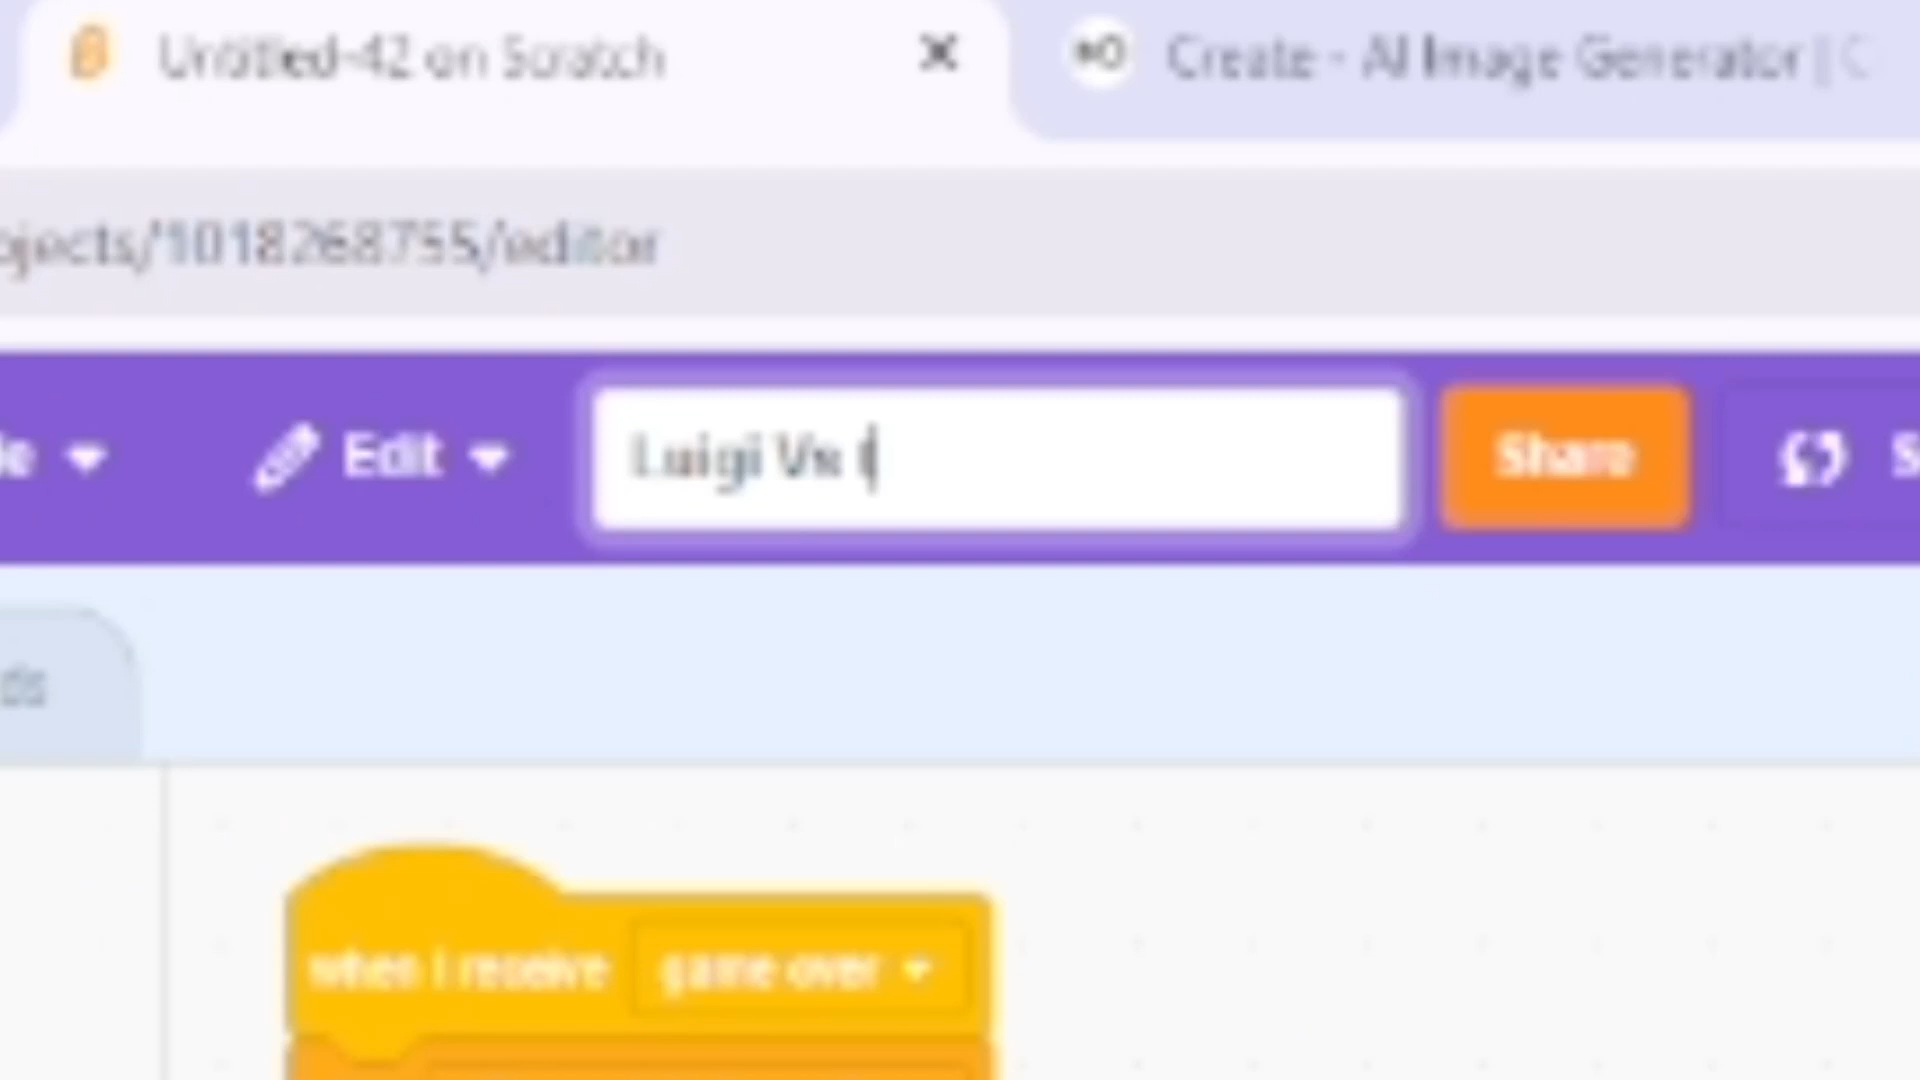 Untitled-42 on Scratch
Create - AI Image Generator | C
ojects/1018268755/editor
Edit
Luigi Vs
Share
S
ds
when I receive game over